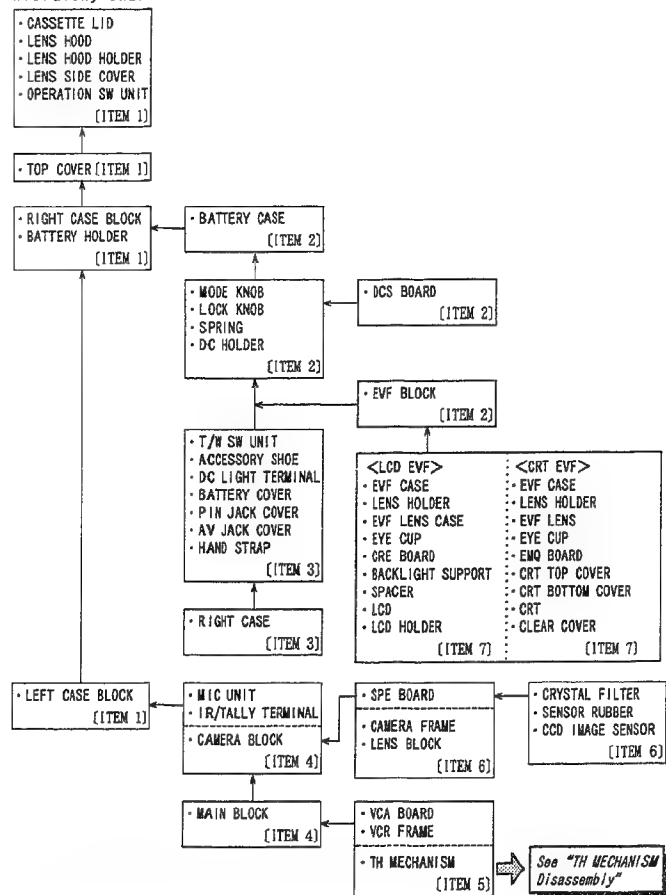 · CASSETTE LID
· LENS HOOD
· LENS HOOD HOLDER
· LENS SIDE COVER
· OPERATION SW UNIT
[ITEM 1]
· TOP COVER [ITEM 1]
· RIGHT CASE BLOCK
· BATTERY HOLDER
[ITEM 1]
· BATTERY CASE
[ITEM 2]
· MODE KNOB
· LOCK KNOB
· SPRING
· DC HOLDER
[ITEM 2]
· DCS BOARD
[ITEM 2]
· EVF BLOCK
[ITEM 2]
· T/W SW UNIT
· ACCESSORY SHOE
· DC LIGHT TERMINAL
· BATTERY COVER
· PIN JACK COVER
· AV JACK COVER
· HAND STRAP
[ITEM 3]
<LCD EVF>
· EVF CASE
· LENS HOLDER
· EVF LENS CASE
· EYE CUP
· CRE BOARD
· BACKLIGHT SUPPORT
· SPACER
· LCD
· LCD HOLDER
[ITEM 7]
<CRT EVF>
· EVF CASE
· LENS HOLDER
· EVF LENS
· EYE CUP
· EMQ BOARD
· CRT TOP COVER
· CRT BOTTOM COVER
· CRT
· CLEAR COVER
[ITEM 7]
· RIGHT CASE
[ITEM 3]
· LEFT CASE BLOCK
[ITEM 1]
· MIC UNIT
· IR/TALLY TERMINAL
· CAMERA BLOCK
[ITEM 4]
· SPE BOARD
· CAMERA FRAME
· LENS BLOCK
[ITEM 6]
· CRYSTAL FILTER
· SENSOR RUBBER
· CCD IMAGE SENSOR
[ITEM 6]
· MAIN BLOCK
[ITEM 4]
· VCA BOARD
· VCR FRAME
· TH MECHANISM
[ITEM 5]
See "TH MECHANISM
Disassembly"